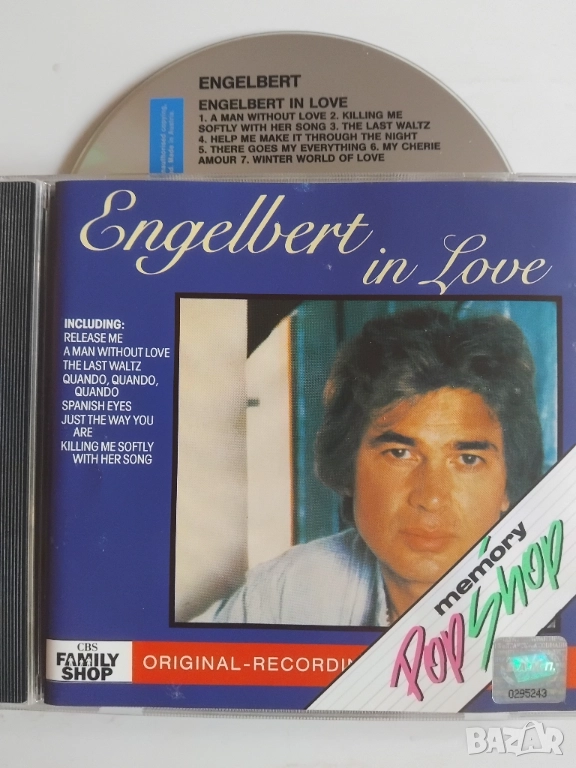 ENGELBERT
ENGELBERT IN LOVE
1. A MAN WITHOUT LOVE 2. KILLING ME
SOFTLY WITH HER SONG 3. THE LAST WALTZ
4. HELP ME MAKE IT THROUGH THE NIGHT
5. THERE GOES MY EVERYTHING 6. MY CHERIE
AMOUR 7. WINTER WORLD OF LOVE
Engelbert
in Love
INCLUDING:
RELEASE ME
A MAN WITHOUT LOVE
THE LAST WALTZ
QUANDO, QUANDO,
QUANDO
SPANISH EYES
JUST THE WAY YOU
ARE
KILLING ME SOFTLY
WITH HER SONG
memory
Pop Shop
CBS
FAMILY
SHOP
ORIGINAL-RECORDIN
0295243
BAZAR